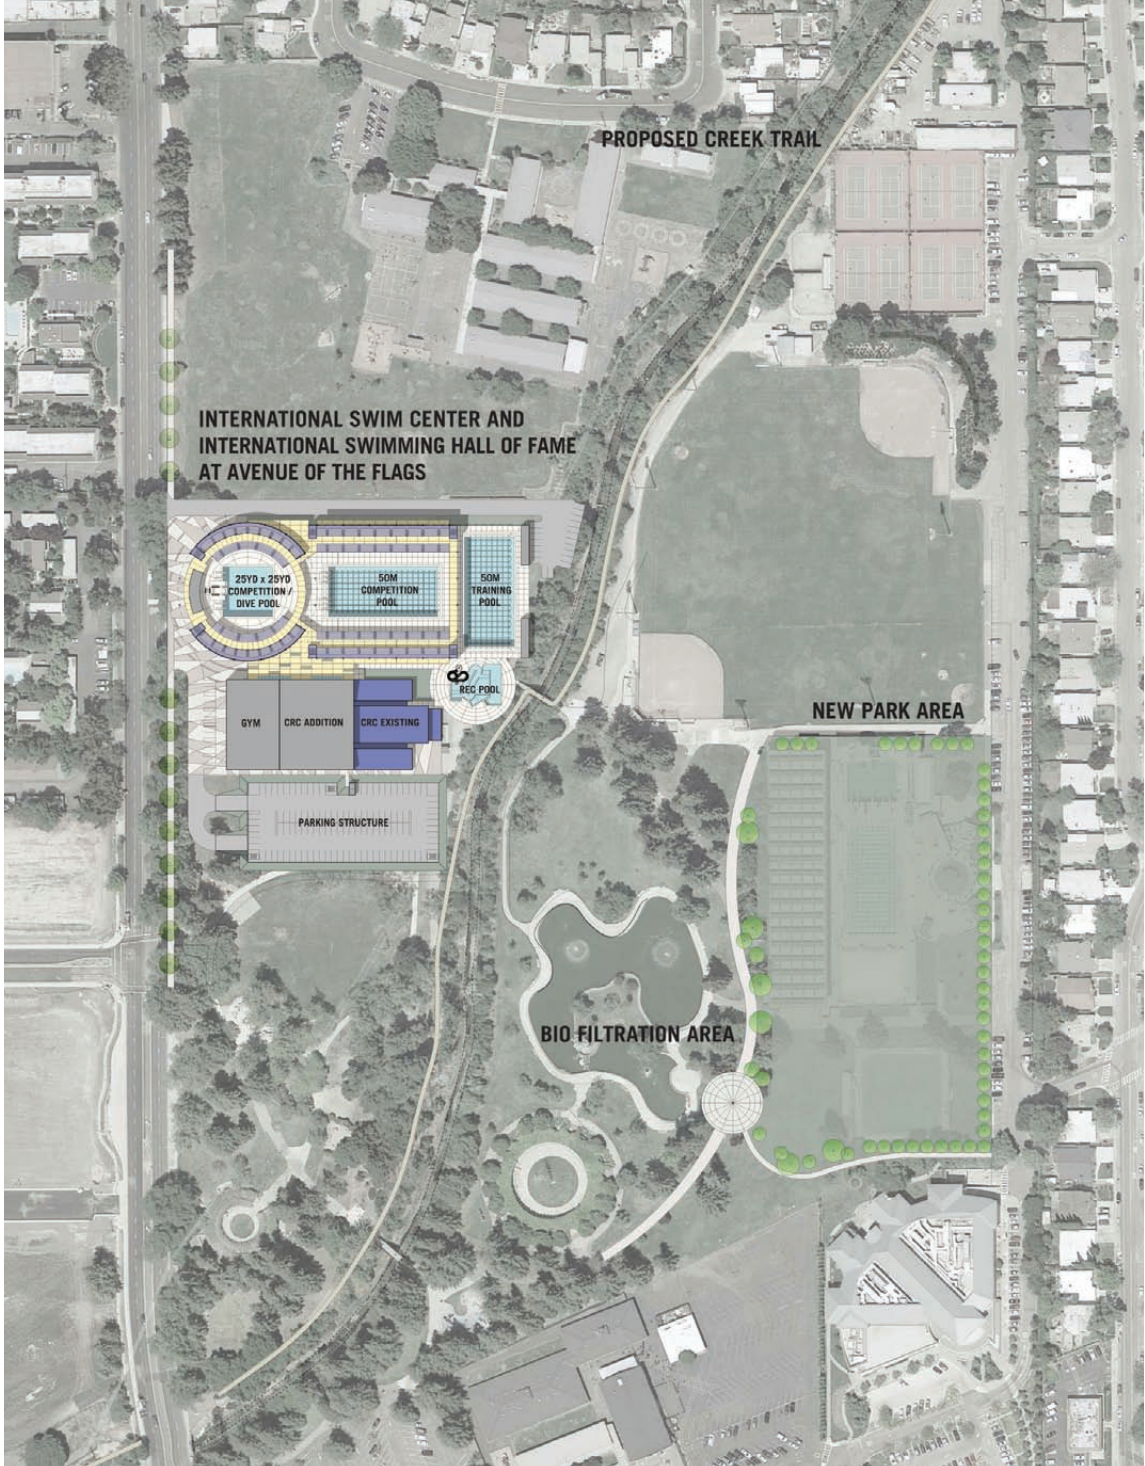 PROPOSED CREEK TRAIL
INTERNATIONAL SWIM CENTER AND
INTERNATIONAL SWIMMING HALL OF FAME
AT AVENUE OF THE FLAGS
25YD x 25YD
COMPETITION /
DIVE POOL
50M
COMPETITION
POOL
50M
TRAINING
POOL
REC POOL
GYM
CRC ADDITION
CRC EXISTING
NEW PARK AREA
PARKING STRUCTURE
BIO FILTRATION AREA